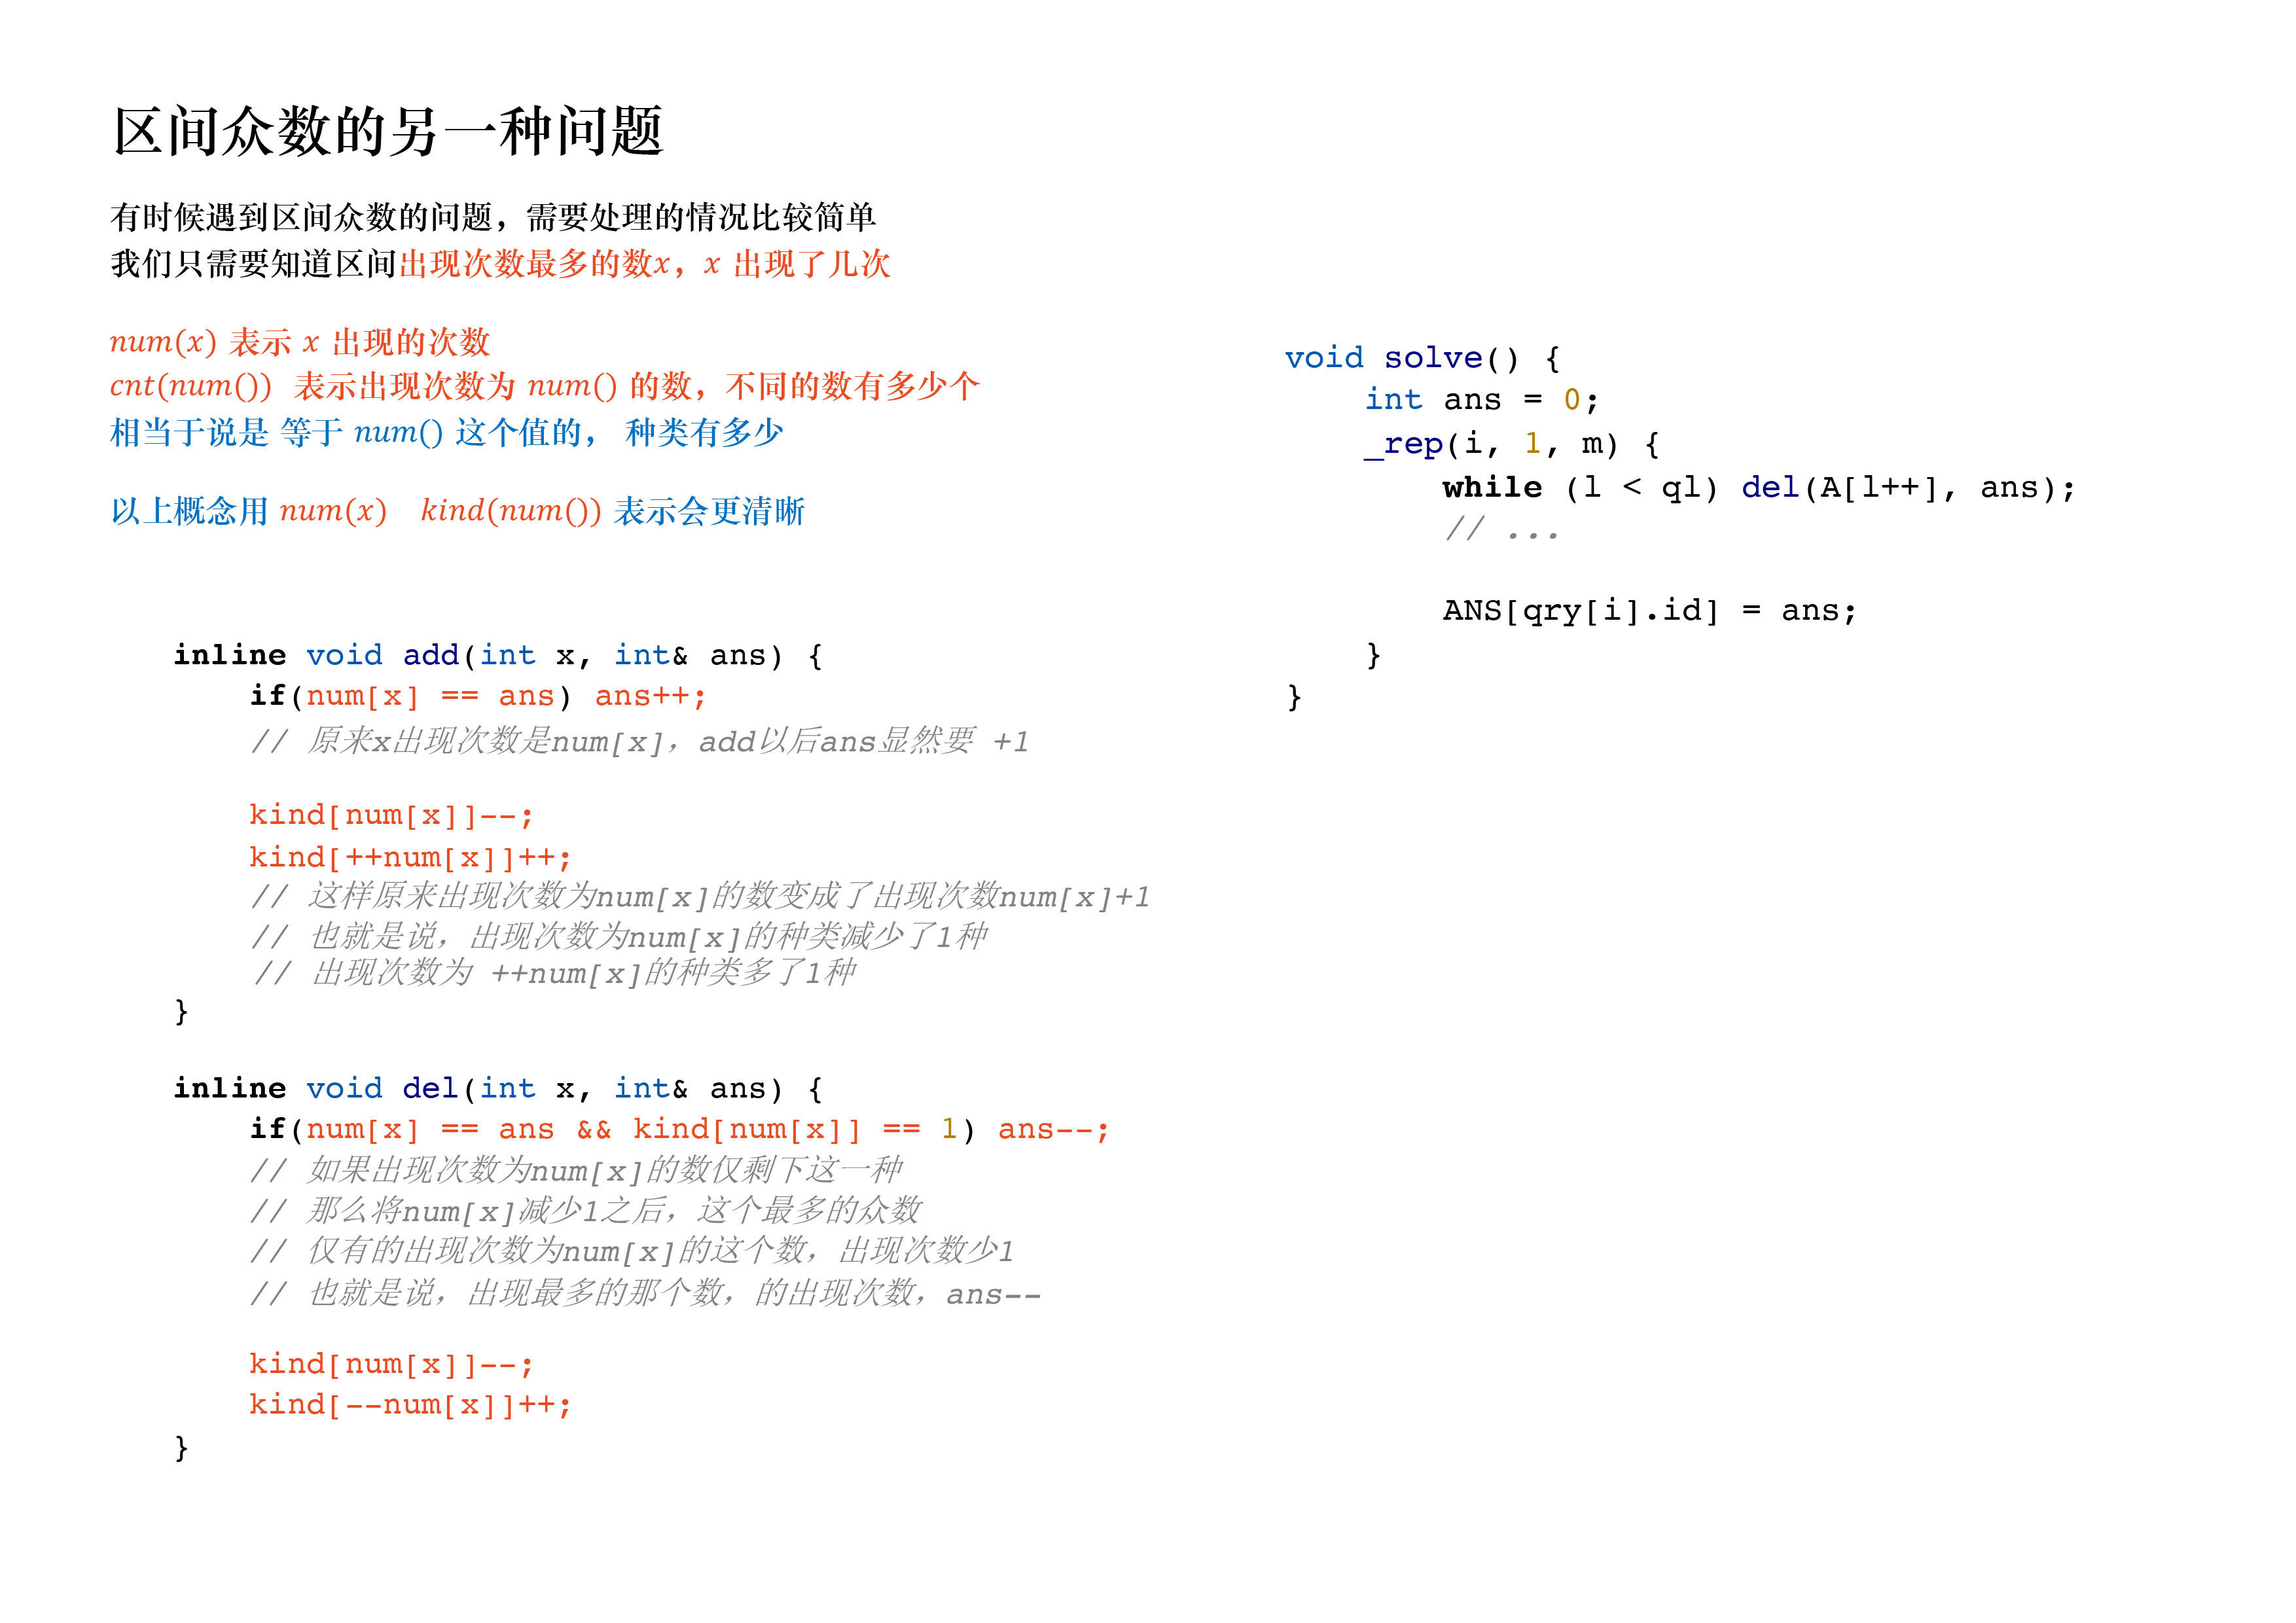 区间众数的另一种问题
有时候遇到区间众数的问题，需要处理的情况比较简单
我们只需要知道区间出现次数最多的数x，x 出现了几次
num(x) 表示 x 出现的次数
cnt(num()) 表示出现次数为 num() 的数，不同的数有多少个
相当于说是 等于 num() 这个值的， 种类有多少
以上概念用 num(x) kind(num()) 表示会更清晰
inline void add(int x, int& ans) {
if(num[x] == ans) ans++;
// 原来x出现次数是num[x]，add以后ans显然要 +1
kind[num[x]]--;
kind[++num[x]]++;
// 这样原来出现次数为num[x]的数变成了出现次数num[x]+1
// 也就是说，出现次数为num[x]的种类减少了1种
// 出现次数为 ++num[x]的种类多了1种
}
inline void del(int x, int& ans) {
if(num[x] == ans && kind[num[x]] == 1) ans--;
// 如果出现次数为num[x]的数仅剩下这一种
// 那么将num[x]减少1之后，这个最多的众数
// 仅有的出现次数为num[x]的这个数，出现次数少1
// 也就是说，出现最多的那个数，的出现次数，ans--
kind[num[x]]--;
kind[--num[x]]++;
}
void solve() {
int ans = 0;
_rep(i, 1, m) {
while (l < ql) del(A[l++], ans);
// ...
ANS[qry[i].id] = ans;
}
}